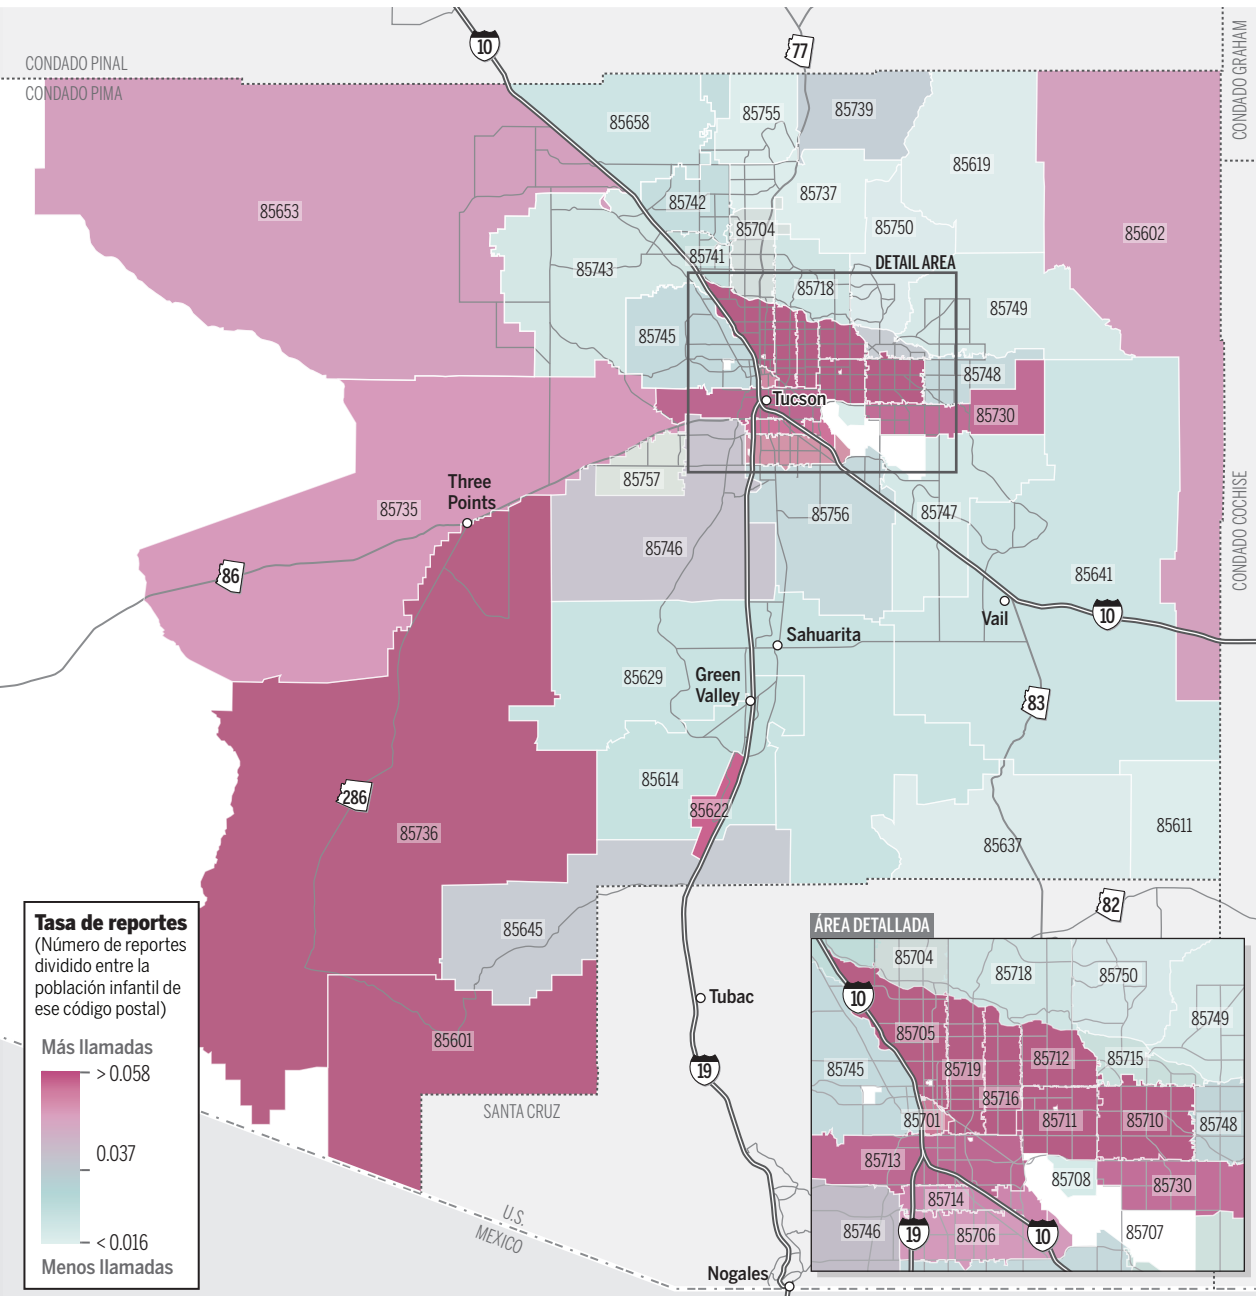 10
77
CONDADO PINAL
CONDADO PIMA
CONDADO GRAHAM
CONDADO COCHISE
85658
85755
85739
85619
85737
85742
85653
85704
85750
85602
85741
85743
DETAIL AREA
85718
85749
85745
85748
Tucson
85730
85757
Three
Points
85735
85756
85747
85746
86
85641
Vail
10
Sahuarita
85629
Green
Valley
83
85614
286
85622
85736
85611
85637
82
85645
Tubac
85601
19
SANTA CRUZ
U.S.
MEXICO
Nogales
Tasa de reportes
(Número de reportes
dividido entre la
población infantil de
ese código postal)
Más llamadas
> 0.058
0.037
< 0.016
Menos llamadas
ÁREA DETALLADA
85704
85718
85750
10
85749
85705
85712
85715
85745
85719
85716
85701
85711
85710
85748
85713
85708
85730
85714
85746
19
85706
10
85707